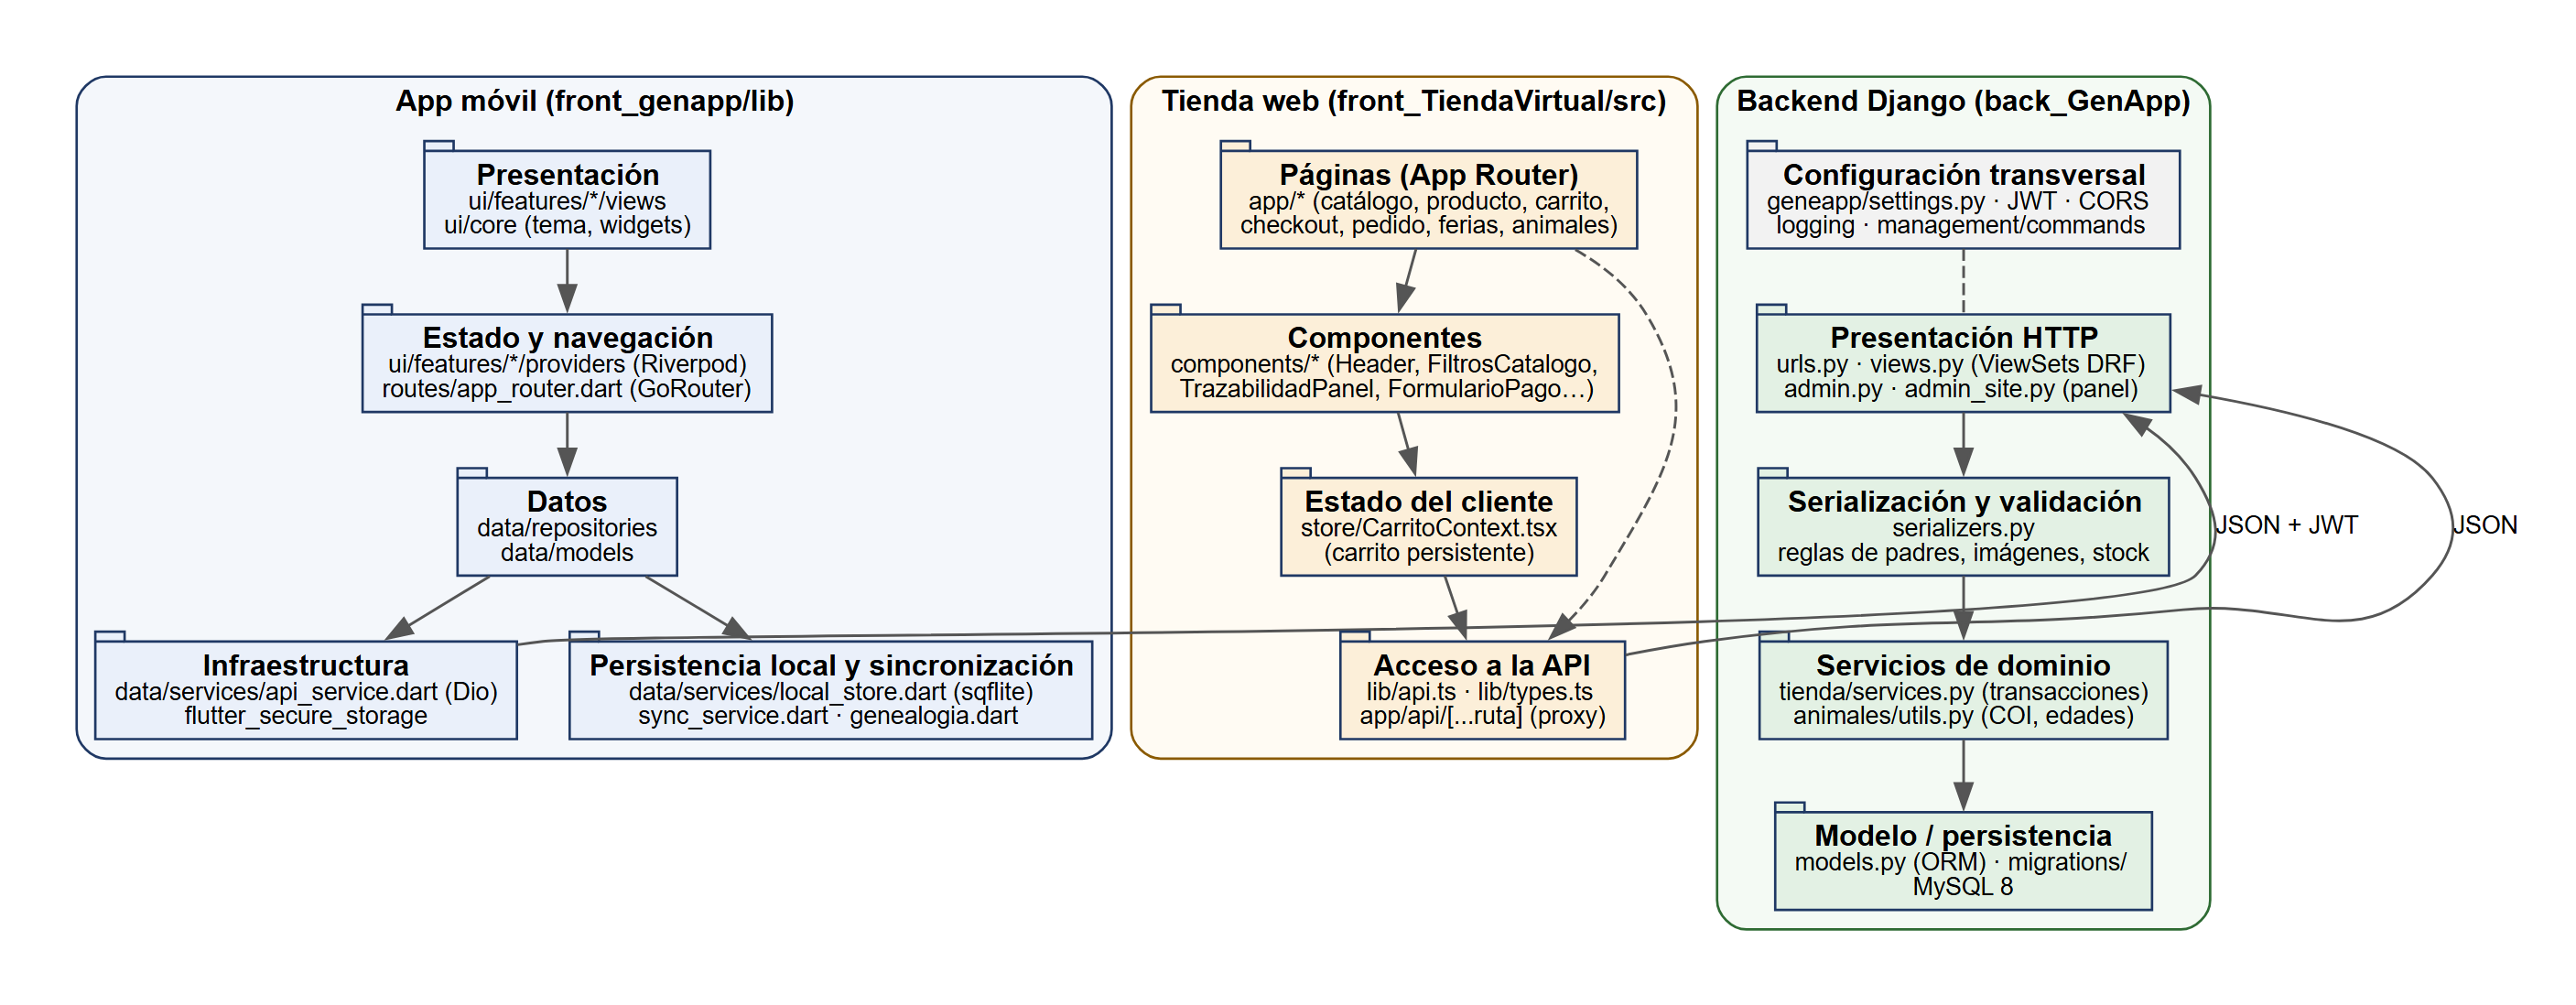 App móvil (front_genapp/lib)
Presentación
ui/features/*/views
ui/core (tema, widgets)
Estado y navegación
ui/features/*/providers (Riverpod)
routes/app_router.dart (GoRouter)
Datos
data/repositories
data/models
Infraestructura
data/services/api_service.dart (Dio)
flutter_secure_storage
Persistencia local y sincronización
data/services/local_store.dart (sqflite)
sync_service.dart · genealogia.dart
Tienda web (front_TiendaVirtual/src)
Páginas (App Router)
app/* (catálogo, producto, carrito,
checkout, pedido, ferias, animales)
Componentes
components/* (Header, FiltrosCatalogo,
TrazabilidadPanel, FormularioPago…)
Estado del cliente
store/CarritoContext.tsx
(carrito persistente)
Acceso a la API
lib/api.ts · lib/types.ts
app/api/[...ruta] (proxy)
Backend Django (back_GenApp)
Configuración transversal
geneapp/settings.py · JWT · CORS
logging · management/commands
Presentación HTTP
urls.py · views.py (ViewSets DRF)
admin.py · admin_site.py (panel)
Serialización y validación
serializers.py
reglas de padres, imágenes, stock
Servicios de dominio
tienda/services.py (transacciones)
animales/utils.py (COI, edades)
Modelo / persistencia
models.py (ORM) · migrations/
MySQL 8
JSON + JWT
JSON